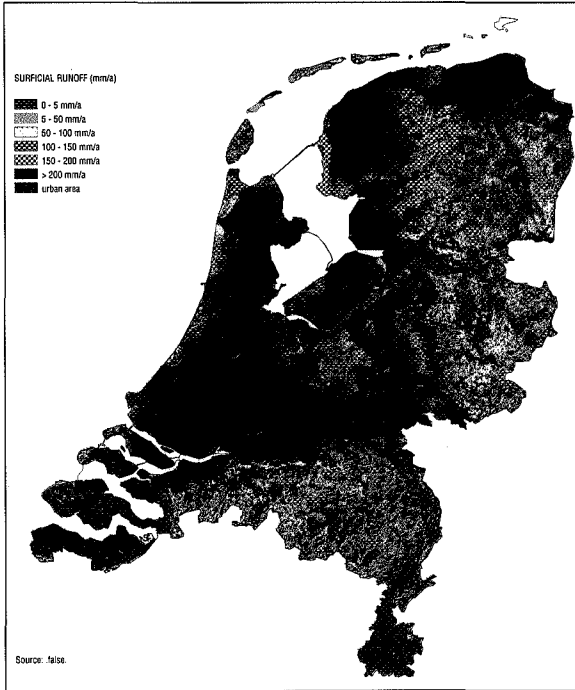 SURFICIAL RUNOFF (mm/a)
0 - 5 mm/a
5 - 50 mm/a
50 - 100 mm/a
100 - 150 mm/a
150 - 200 mm/a
> 200 mm/a
urban area
Source: .false.